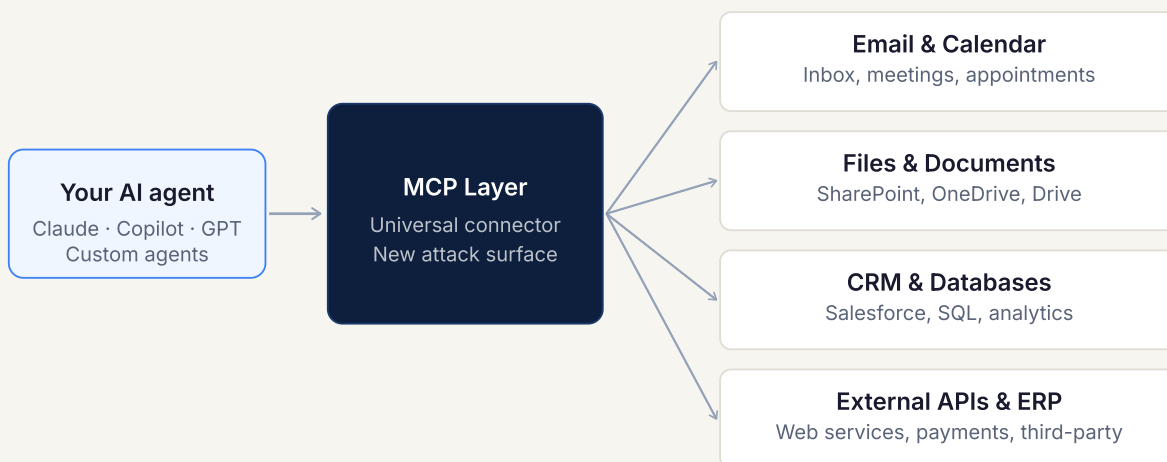 Your AI agent
Claude · Copilot · GPT
Custom agents
MCP Layer
Universal connector
New attack surface
Email & Calendar
Inbox, meetings, appointments
Files & Documents
SharePoint, OneDrive, Drive
CRM & Databases
Salesforce, SQL, analytics
External APIs & ERP
Web services, payments, third-party